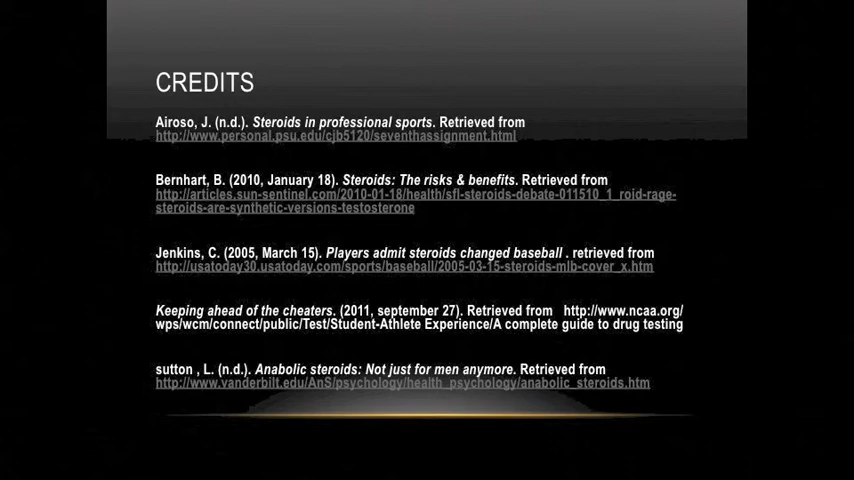 CREDITS
Airoso, J. (n.d.). Steroids in professional sports. Retrieved from
http://www.personal.psu.edu/cjb5120/seventhassignment.html
Bernhart, B. (2010, January 18). Steroids: The risks & benefits. Retrieved from
http://articles.sun-sentinel.com/2010-01-18/health/sfl-steroids-debate-011510_1_roid-rage-
steroids-are-synthetic-versions-testosterone
Jenkins, C. (2005, March 15). Players admit steroids changed baseball . retrieved from
http://usatoday30.usatoday.com/sports/baseball/2005-03-15-steroids-mlb-cover_x.htm
Keeping ahead of the cheaters. (2011, september 27). Retrieved from http://www.ncaa.org/
wps/wcm/connect/public/Test/Student-Athlete Experience/A complete guide to drug testing
sutton , L. (n.d.). Anabolic steroids: Not just for men anymore. Retrieved from
http://www.vanderbilt.edu/AnS/psychology/health_psychology/anabolic_steroids.htm